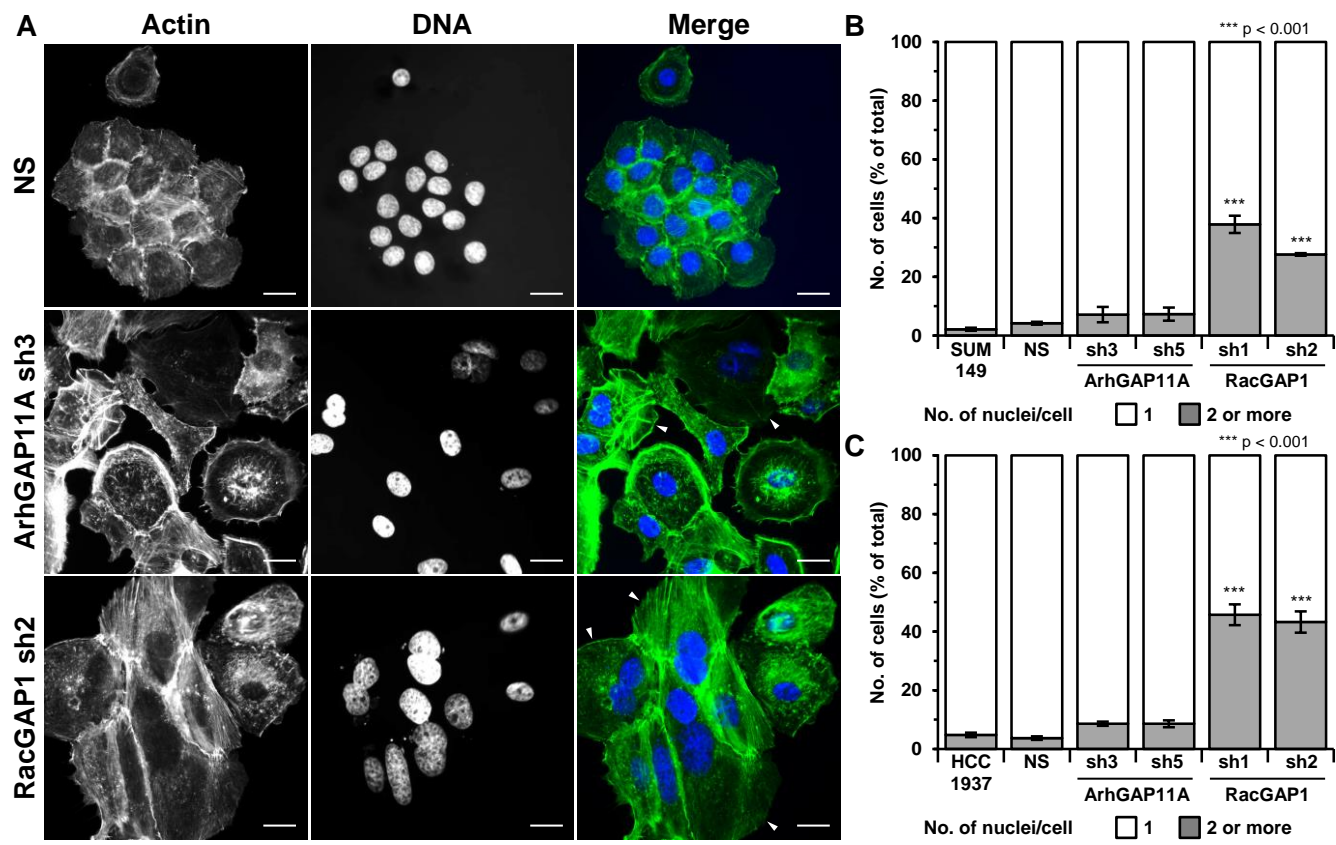 A
Actin
DNA
Merge
NS
ArhGAP11A sh3
RacGAP1 sh2
B
*** p < 0.001
No. of cells (% of total)
100
80
60
40
20
0
***
***
SUM 149
NS
sh3
sh5
sh1
sh2
ArhGAP11A
RacGAP1
No. of nuclei/cell 1 2 or more
C
*** p < 0.001
No. of cells (% of total)
100
80
60
40
20
0
***
***
HCC 1937
NS
sh3
sh5
sh1
sh2
ArhGAP11A
RacGAP1
No. of nuclei/cell 1 2 or more